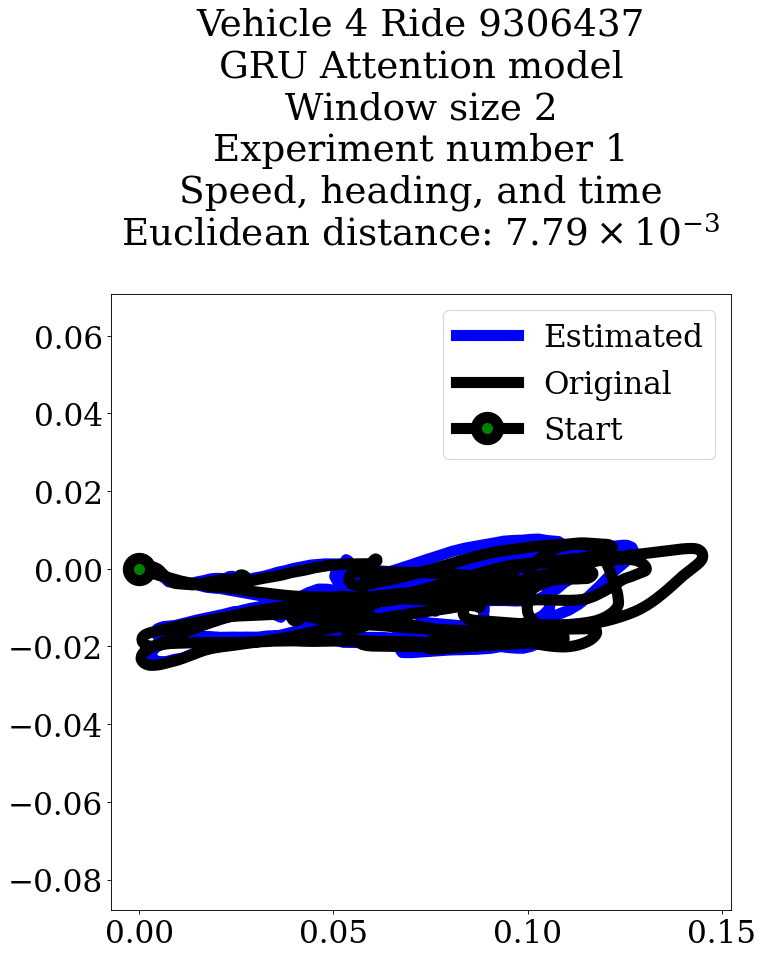 Vehicle 4 Ride 9306437
GRU Attention model
Window size 2
Experiment number 1
Speed, heading, and time
Euclidean distance: 7.79 × 10⁻³
Estimated
Original
Start
0.06
0.04
0.02
0.00
−0.02
−0.04
−0.06
−0.08
0.00 0.05 0.10 0.15